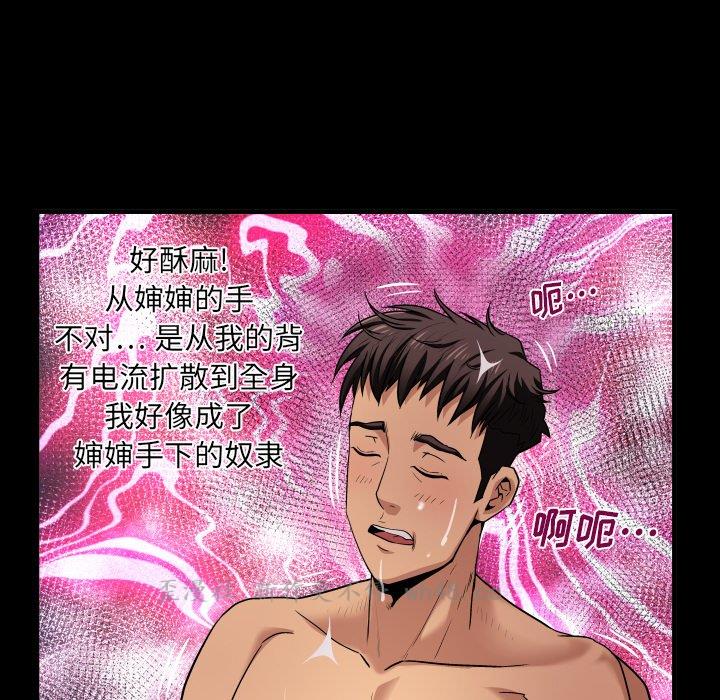 好酥麻!
从婶婶的手
不对... 是从我的背
有电流扩散到全身
我好像成了
婶婶手下的奴隶
呃…
啊呃…